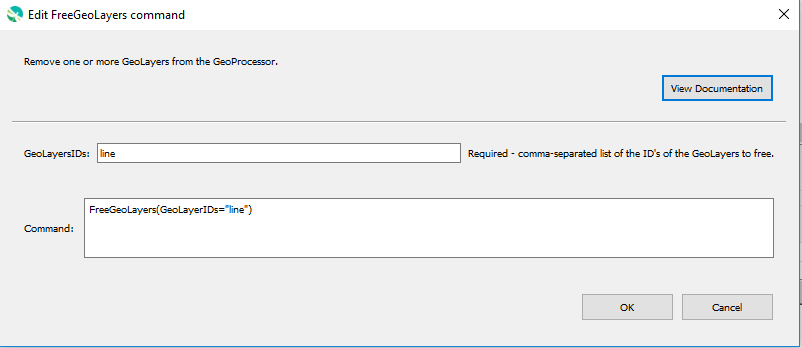 Edit FreeGeoLayers command
Remove one or more GeoLayers from the GeoProcessor.
View Documentation
GeoLayersIDs: line Required - comma-separated list of the ID's of the GeoLayers to free.
FreeGeoLayers(GeoLayerIDs="line")
Command:
OK Cancel